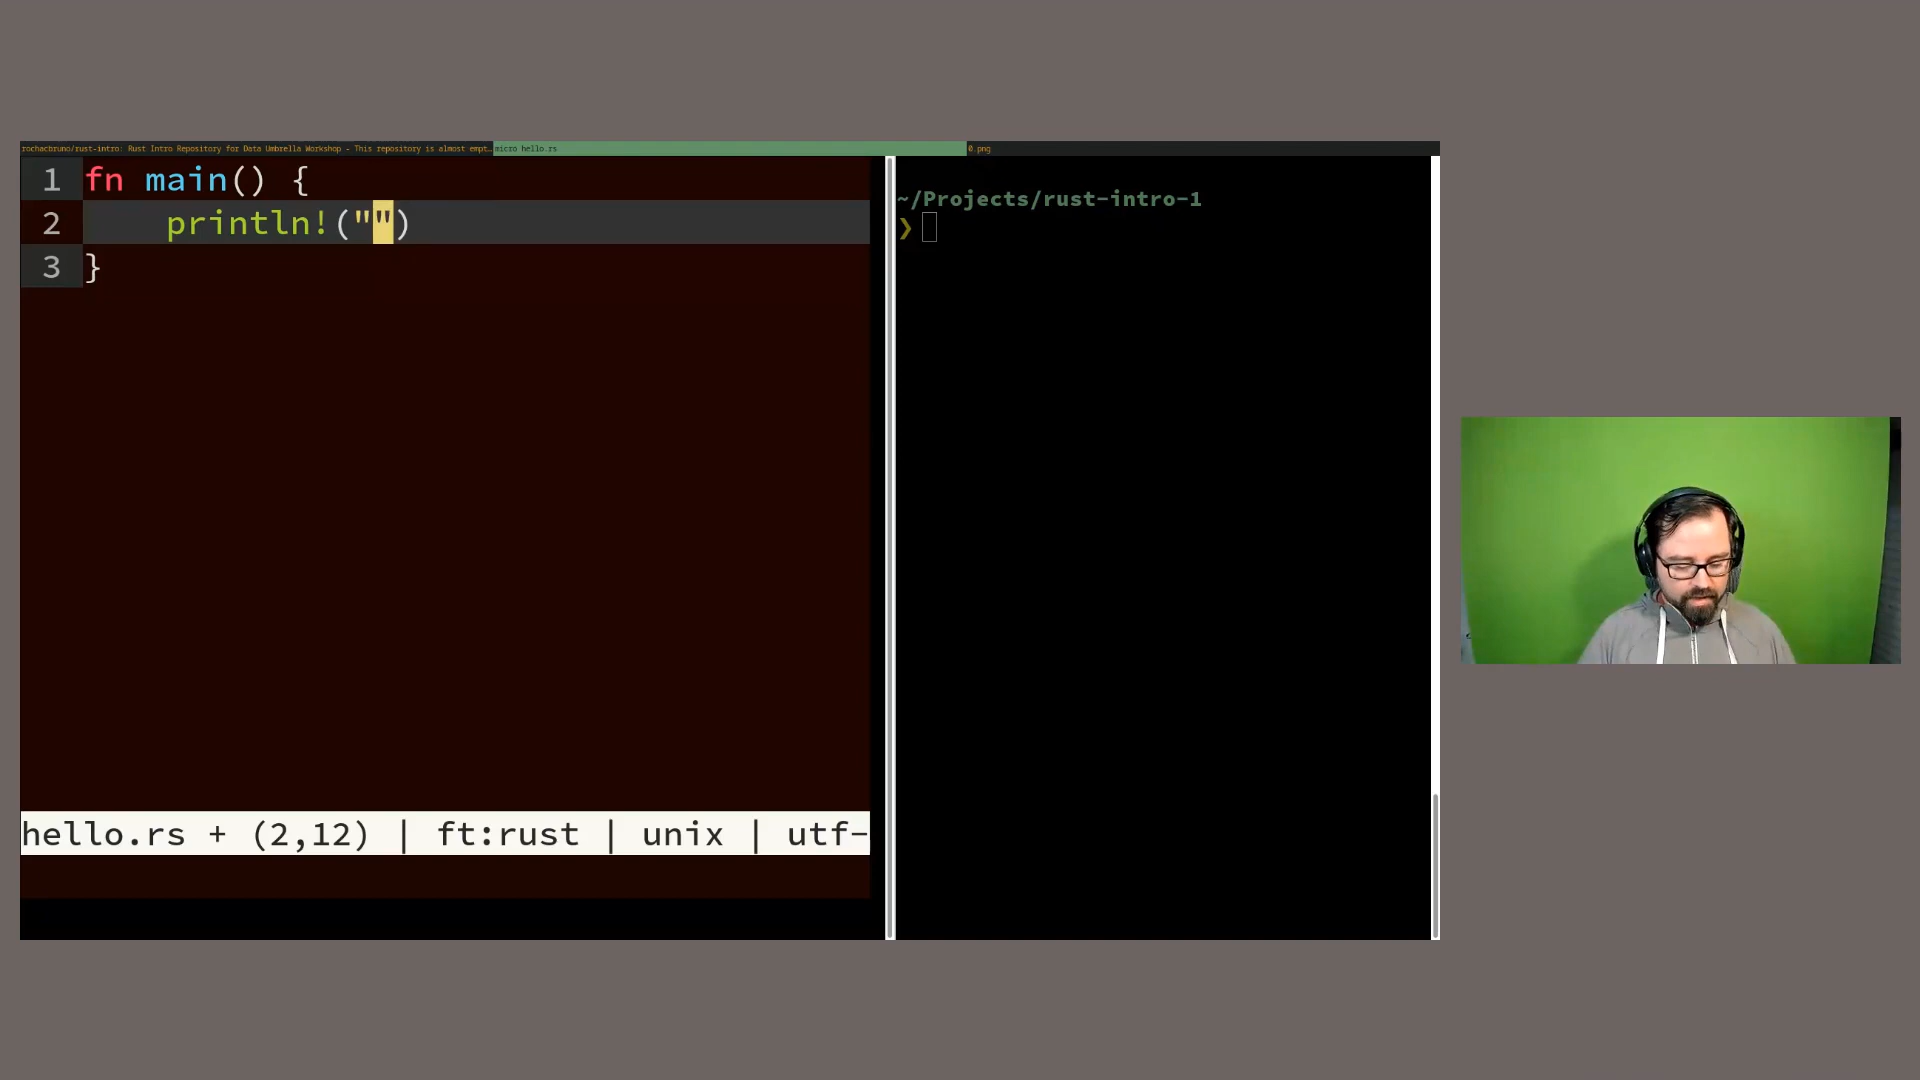 rochacbruno/rust-intro: Rust Intro Repository for Data Umbrella Workshop - This repository is almost empt… micro hello.rs 0.png
1 fn main() {
2 println!("")
3 }
hello.rs + (2,12) | ft:rust | unix | utf-
~/Projects/rust-intro-1
❯